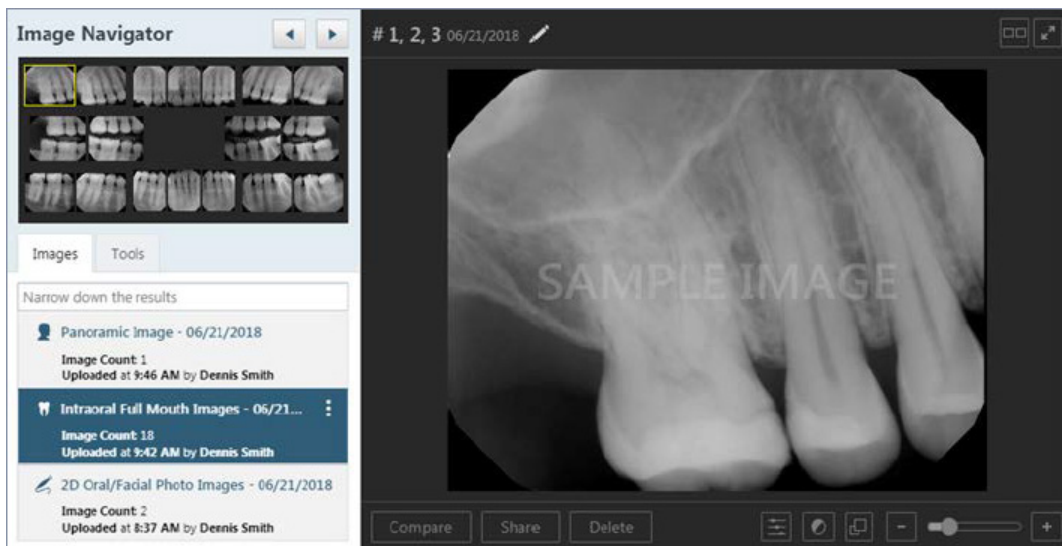 Image Navigator
# 1, 2, 3 06/21/2018
Images
Tools
Narrow down the results
Panoramic Image - 06/21/2018
Image Count: 1
Uploaded at 9:46 AM by Dennis Smith
Intraoral Full Mouth Images - 06/21...
Image Count: 18
Uploaded at 9:42 AM by Dennis Smith
2D Oral/Facial Photo Images - 06/21/2018
Image Count: 2
Uploaded at 8:37 AM by Dennis Smith
SAMPLE IMAGE
Compare
Share
Delete